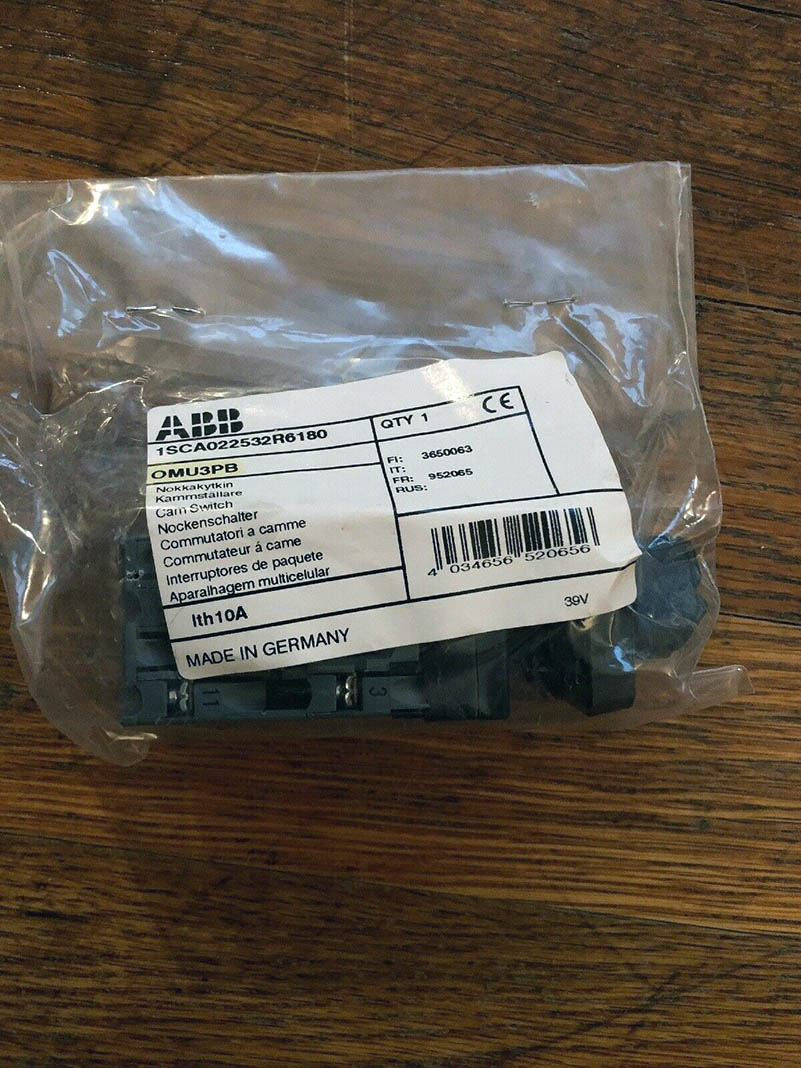 ABB
1SCA022532R6180
QTY 1
CE
OMU3PB
Nokkakytkin
Kammställare
Cam Switch
Nockenschalter
Commutatori a camme
Commutateur á came
Interruptores de paquete
Aparalhagem multicelular
FI: 3650063
IT:
FR: 952065
RUS:
4 034656 520656
Ith10A
39V
MADE IN GERMANY
11
3